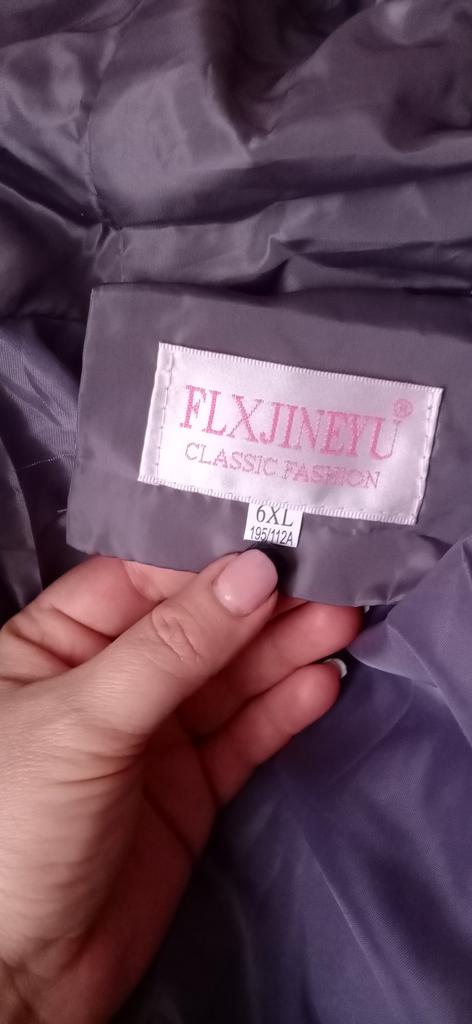 FLXJINEYU®
CLASSIC FASHION
6XL
195/112A